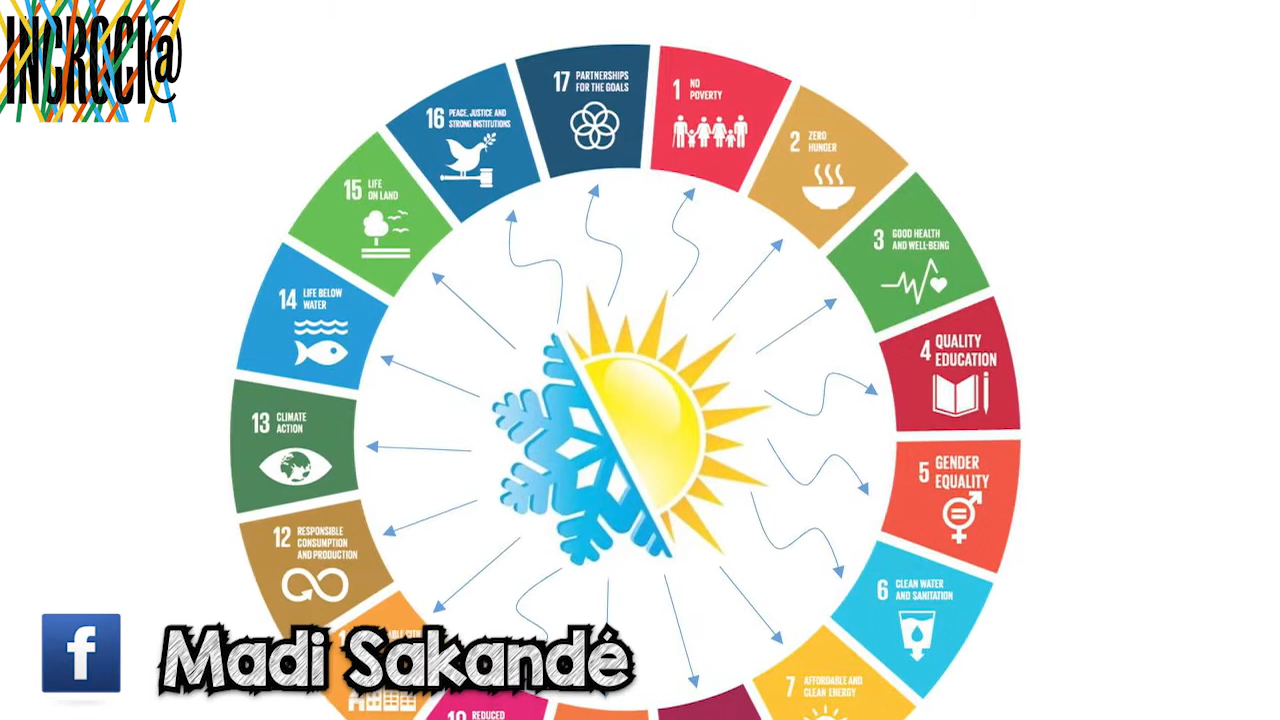 INCROCI@
17 PARTNERSHIPS
FOR THE GOALS
1 NO
POVERTY
2 ZERO
HUNGER
3 GOOD HEALTH
AND WELL-BEING
4 QUALITY
EDUCATION
5 GENDER
EQUALITY
6 CLEAN WATER
AND SANITATION
7 AFFORDABLE AND
CLEAN ENERGY
10 REDUCED
12 RESPONSIBLE
CONSUMPTION
AND PRODUCTION
13 CLIMATE
ACTION
14 LIFE BELOW
WATER
15 LIFE
ON LAND
16 PEACE, JUSTICE AND
STRONG INSTITUTIONS
f
Madi Sakandé